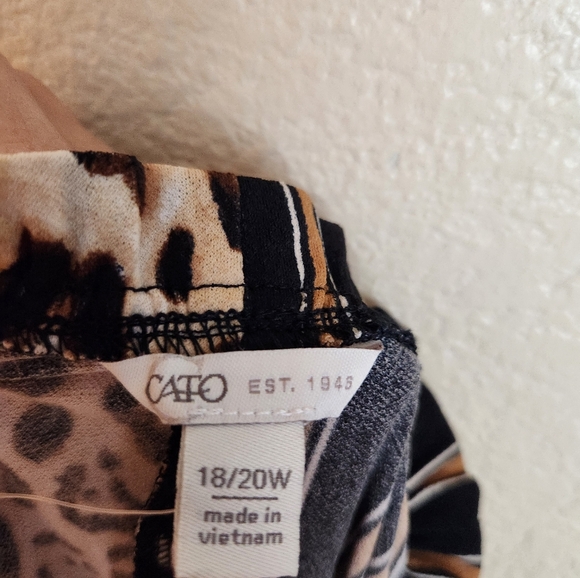 CATO EST. 1946
18/20W
made in
vietnam